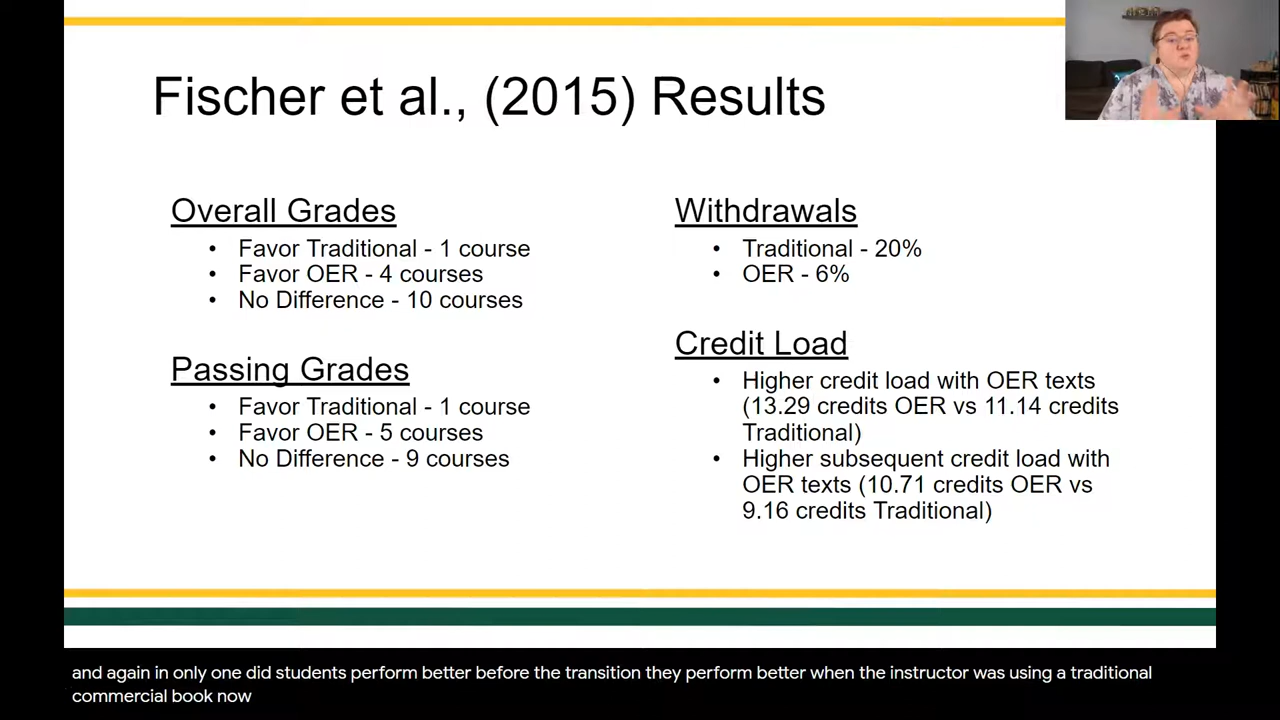 Fischer et al., (2015) Results
Overall Grades
• Favor Traditional - 1 course
• Favor OER - 4 courses
• No Difference - 10 courses
Passing Grades
• Favor Traditional - 1 course
• Favor OER - 5 courses
• No Difference - 9 courses
Withdrawals
• Traditional - 20%
• OER - 6%
Credit Load
• Higher credit load with OER texts
(13.29 credits OER vs 11.14 credits
Traditional)
• Higher subsequent credit load with
OER texts (10.71 credits OER vs
9.16 credits Traditional)
and again in only one did students perform better before the transition they perform better when the instructor was using a traditional
commercial book now